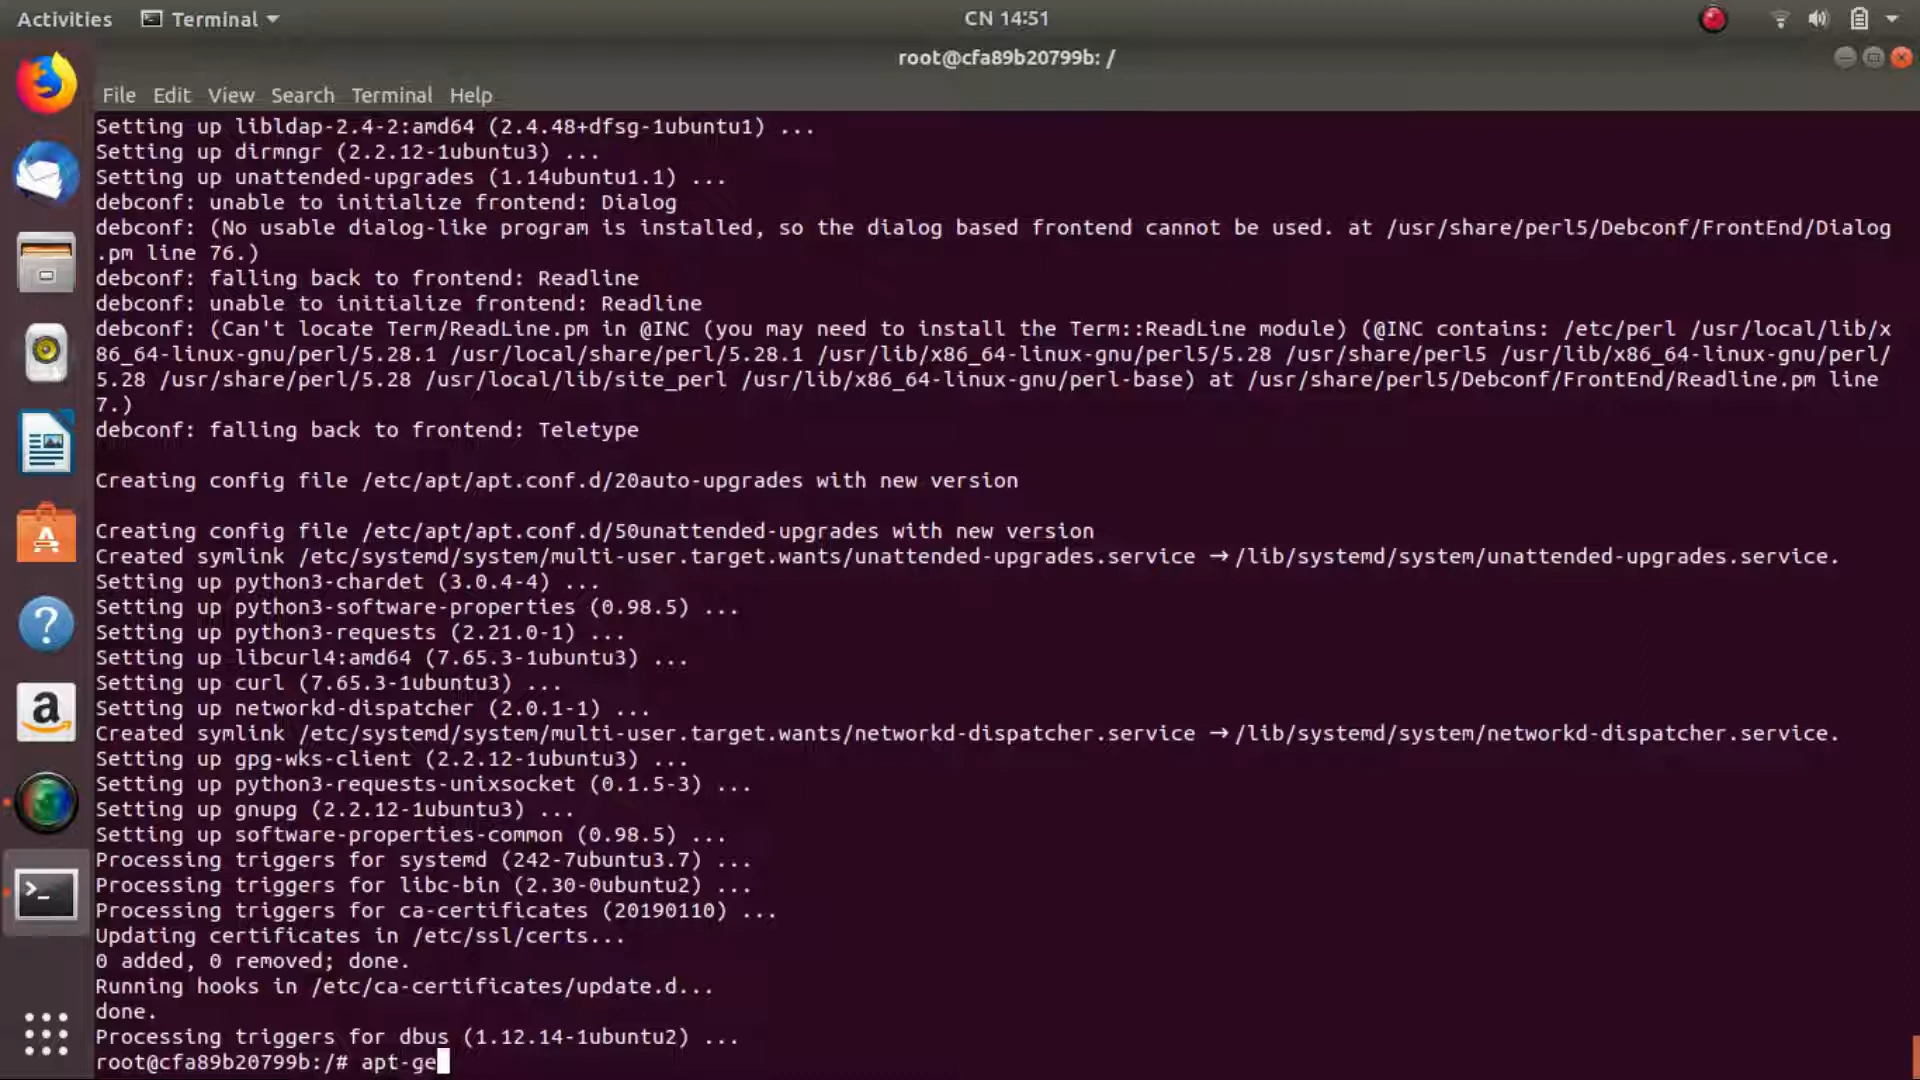 Activities Terminal CN 14:51
root@cfa89b20799b: /
File Edit View Search Terminal Help
Setting up libldap-2.4-2:amd64 (2.4.48+dfsg-1ubuntu1) ...
Setting up dirmngr (2.2.12-1ubuntu3) ...
Setting up unattended-upgrades (1.14ubuntu1.1) ...
debconf: unable to initialize frontend: Dialog
debconf: (No usable dialog-like program is installed, so the dialog based frontend cannot be used. at /usr/share/perl5/Debconf/FrontEnd/Dialog
.pm line 76.)
debconf: falling back to frontend: Readline
debconf: unable to initialize frontend: Readline
debconf: (Can't locate Term/ReadLine.pm in @INC (you may need to install the Term::ReadLine module) (@INC contains: /etc/perl /usr/local/lib/x
86_64-linux-gnu/perl/5.28.1 /usr/local/share/perl/5.28.1 /usr/lib/x86_64-linux-gnu/perl5/5.28 /usr/share/perl5 /usr/lib/x86_64-linux-gnu/perl/
5.28 /usr/share/perl/5.28 /usr/local/lib/site_perl /usr/lib/x86_64-linux-gnu/perl-base) at /usr/share/perl5/Debconf/FrontEnd/Readline.pm line
7.)
debconf: falling back to frontend: Teletype
Creating config file /etc/apt/apt.conf.d/20auto-upgrades with new version
Creating config file /etc/apt/apt.conf.d/50unattended-upgrades with new version
Created symlink /etc/systemd/system/multi-user.target.wants/unattended-upgrades.service → /lib/systemd/system/unattended-upgrades.service.
Setting up python3-chardet (3.0.4-4) ...
Setting up python3-software-properties (0.98.5) ...
Setting up python3-requests (2.21.0-1) ...
Setting up libcurl4:amd64 (7.65.3-1ubuntu3) ...
Setting up curl (7.65.3-1ubuntu3) ...
Setting up networkd-dispatcher (2.0.1-1) ...
Created symlink /etc/systemd/system/multi-user.target.wants/networkd-dispatcher.service → /lib/systemd/system/networkd-dispatcher.service.
Setting up gpg-wks-client (2.2.12-1ubuntu3) ...
Setting up python3-requests-unixsocket (0.1.5-3) ...
Setting up gnupg (2.2.12-1ubuntu3) ...
Setting up software-properties-common (0.98.5) ...
Processing triggers for systemd (242-7ubuntu3.7) ...
Processing triggers for libc-bin (2.30-0ubuntu2) ...
Processing triggers for ca-certificates (20190110) ...
Updating certificates in /etc/ssl/certs...
0 added, 0 removed; done.
Running hooks in /etc/ca-certificates/update.d...
done.
Processing triggers for dbus (1.12.14-1ubuntu2) ...
root@cfa89b20799b:/# apt-ge